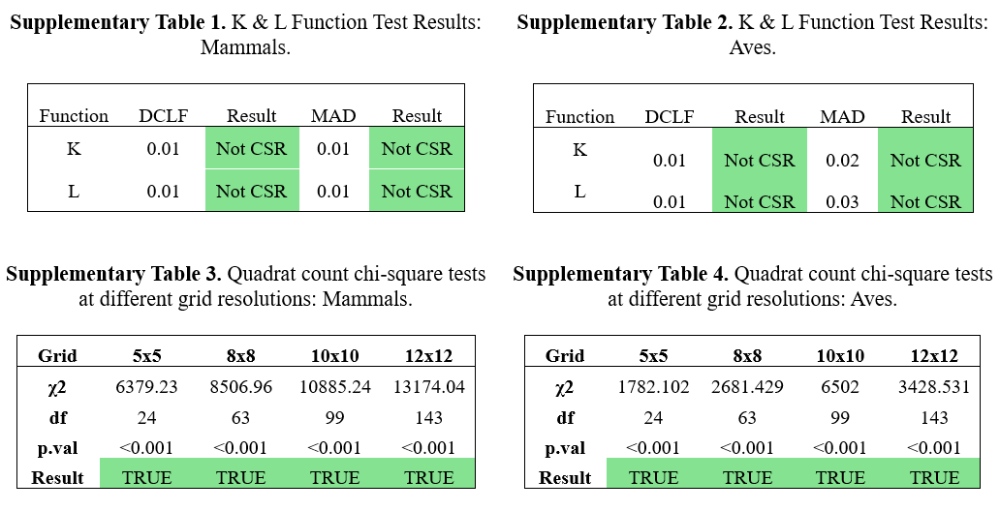 Supplementary Table 1. K & L Function Test Results:
Mammals.
Function DCLF Result MAD Result
K 0.01 Not CSR 0.01 Not CSR
L 0.01 Not CSR 0.01 Not CSR
Supplementary Table 2. K & L Function Test Results:
Aves.
Function DCLF Result MAD Result
K 0.01 Not CSR 0.02 Not CSR
L 0.01 Not CSR 0.03 Not CSR
Supplementary Table 3. Quadrat count chi-square tests
at different grid resolutions: Mammals.
Grid 5x5 8x8 10x10 12x12
χ2 6379.23 8506.96 10885.24 13174.04
df 24 63 99 143
p.val <0.001 <0.001 <0.001 <0.001
Result TRUE TRUE TRUE TRUE
Supplementary Table 4. Quadrat count chi-square tests
at different grid resolutions: Aves.
Grid 5x5 8x8 10x10 12x12
χ2 1782.102 2681.429 6502 3428.531
df 24 63 99 143
p.val <0.001 <0.001 <0.001 <0.001
Result TRUE TRUE TRUE TRUE